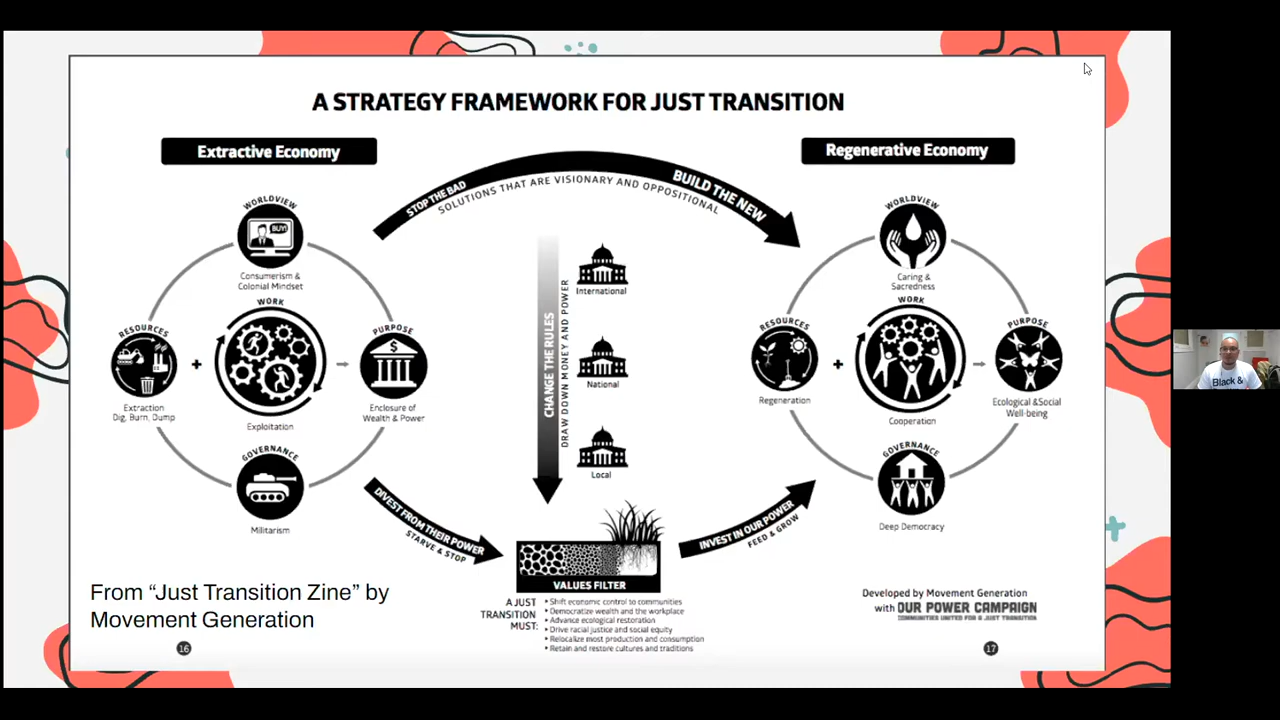 A STRATEGY FRAMEWORK FOR JUST TRANSITION
Extractive Economy
WORLDVIEW
BUY!
Consumerism &
Colonial Mindset
RESOURCES
Extraction
Dig, Burn, Dump
+
WORK
Exploitation
PURPOSE
$
Enclosure of
Wealth & Power
GOVERNANCE
Militarism
STOP THE BAD
BUILD THE NEW
SOLUTIONS THAT ARE VISIONARY AND OPPOSITIONAL
CHANGE THE RULES
DRAW DOWN MONEY AND POWER
International
National
Local
DIVEST FROM THEIR POWER
STARVE & STOP
VALUES FILTER
INVEST IN OUR POWER
FEED & GROW
A JUST
TRANSITION
MUST:
• Shift economic control to communities
• Democratize wealth and the workplace
• Advance ecological restoration
• Drive racial justice and social equity
• Relocalize most production and consumption
• Retain and restore cultures and traditions
Regenerative Economy
WORLDVIEW
Caring &
Sacredness
RESOURCES
Regeneration
+
WORK
Cooperation
PURPOSE
Ecological & Social
Well-being
GOVERNANCE
Deep Democracy
From “Just Transition Zine” by
Movement Generation
Developed by Movement Generation
with OUR POWER CAMPAIGN
COMMUNITIES UNITED FOR A JUST TRANSITION
16
17
Black &